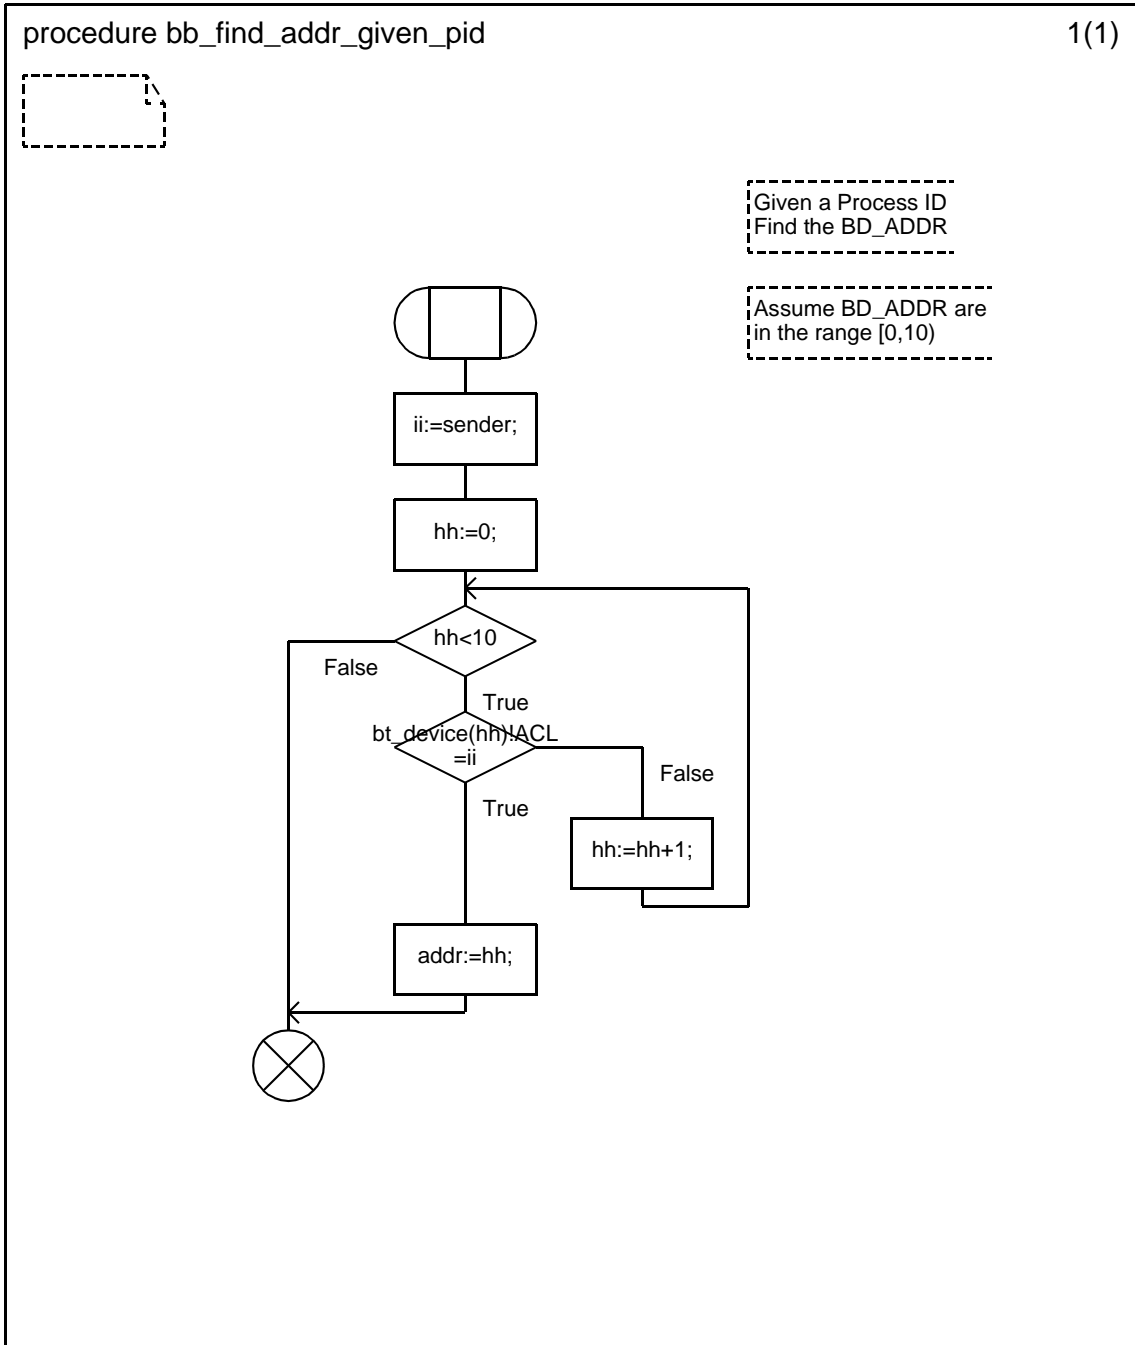 procedure bb_find_addr_given_pid
1(1)
Given a Process ID
Find the BD_ADDR
Assume BD_ADDR are
in the range [0,10)
ii:=sender;
hh:=0;
hh<10
False
True
bt_device(hh)!ACL
=ii
False
True
hh:=hh+1;
addr:=hh;